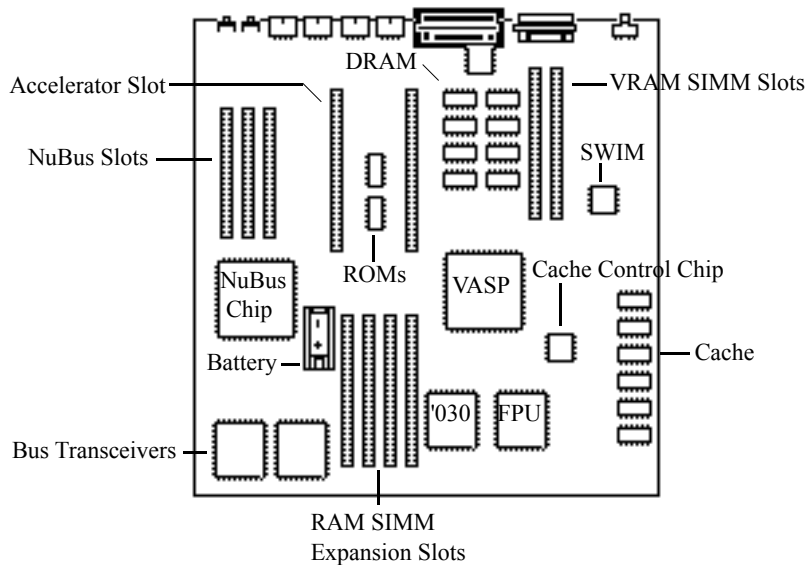 DRAM
Accelerator Slot
VRAM SIMM Slots
NuBus Slots
SWIM
ROMs
Cache Control Chip
NuBus
Chip
VASP
Battery
Cache
'030
FPU
Bus Transceivers
RAM SIMM
Expansion Slots